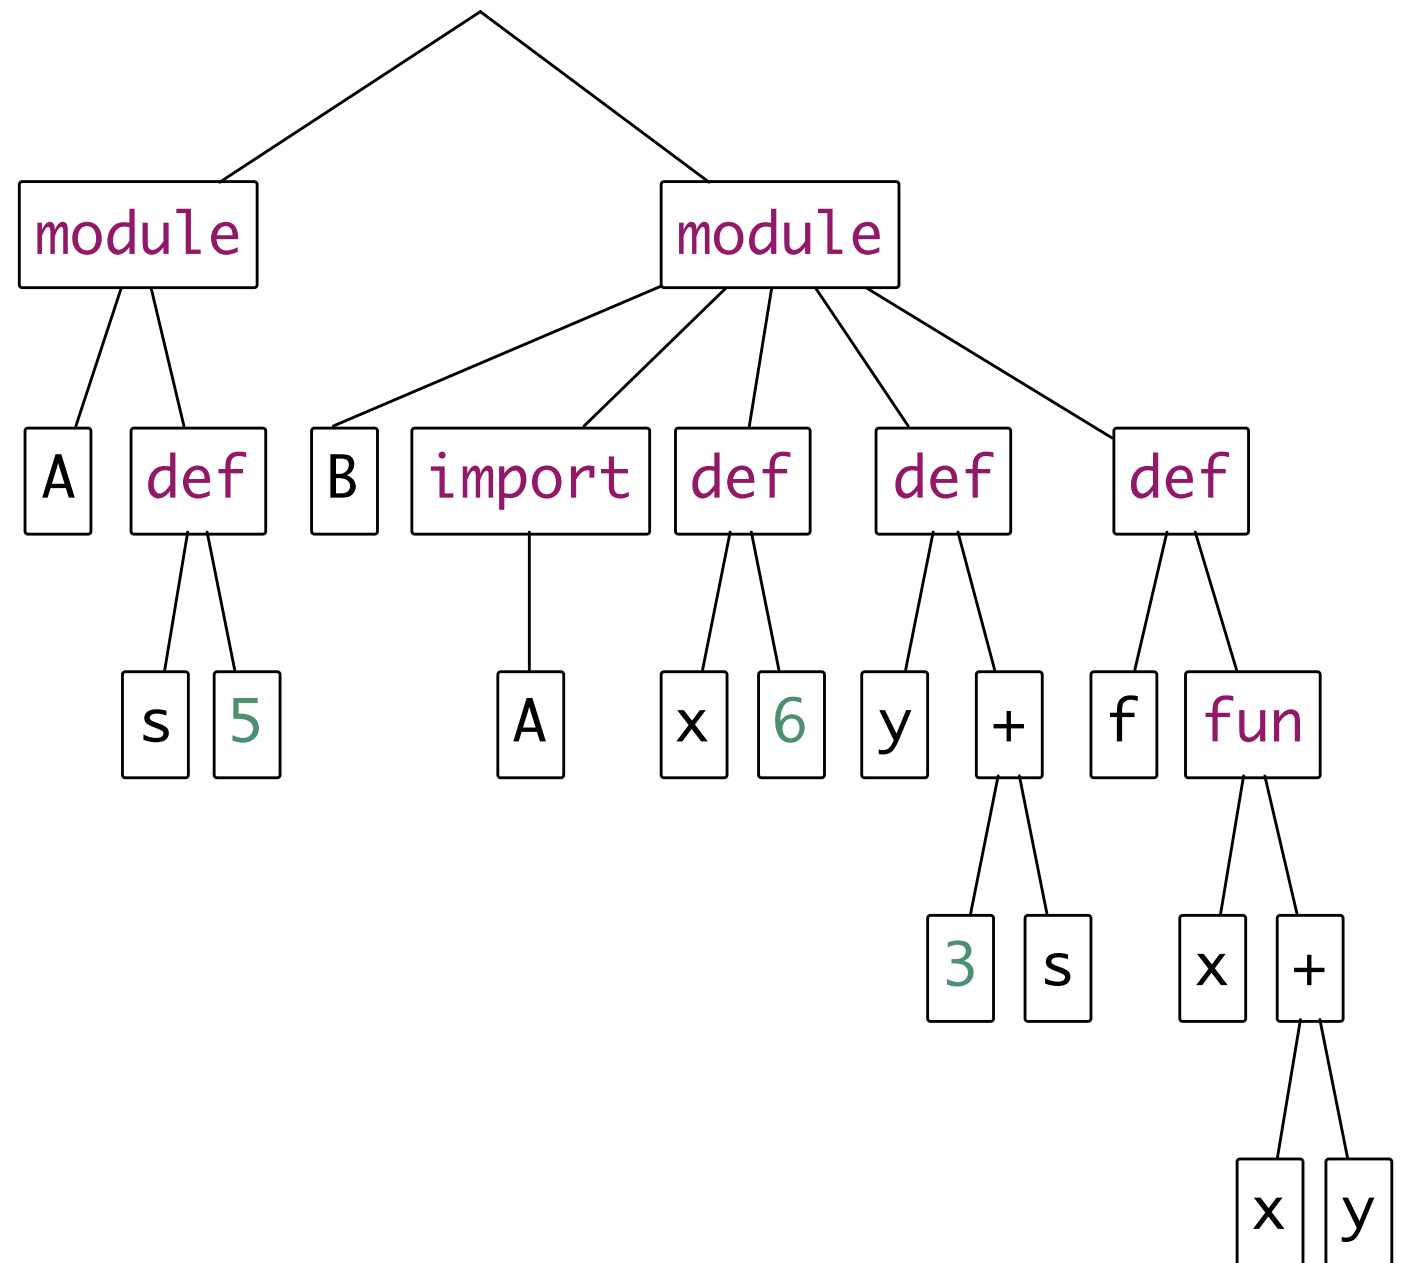 module module
A def B import def def def
s 5 A x 6 y + f fun
3 s x +
x y